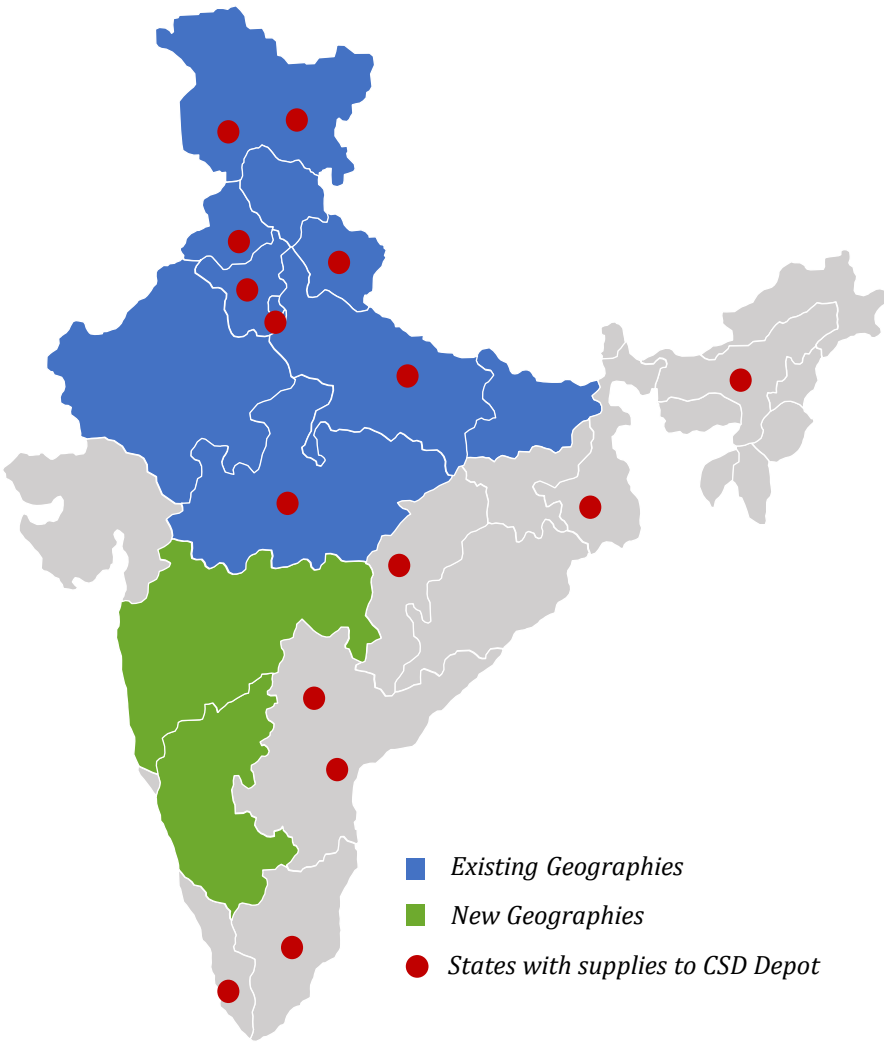 Existing Geographies
New Geographies
States with supplies to CSD Depot